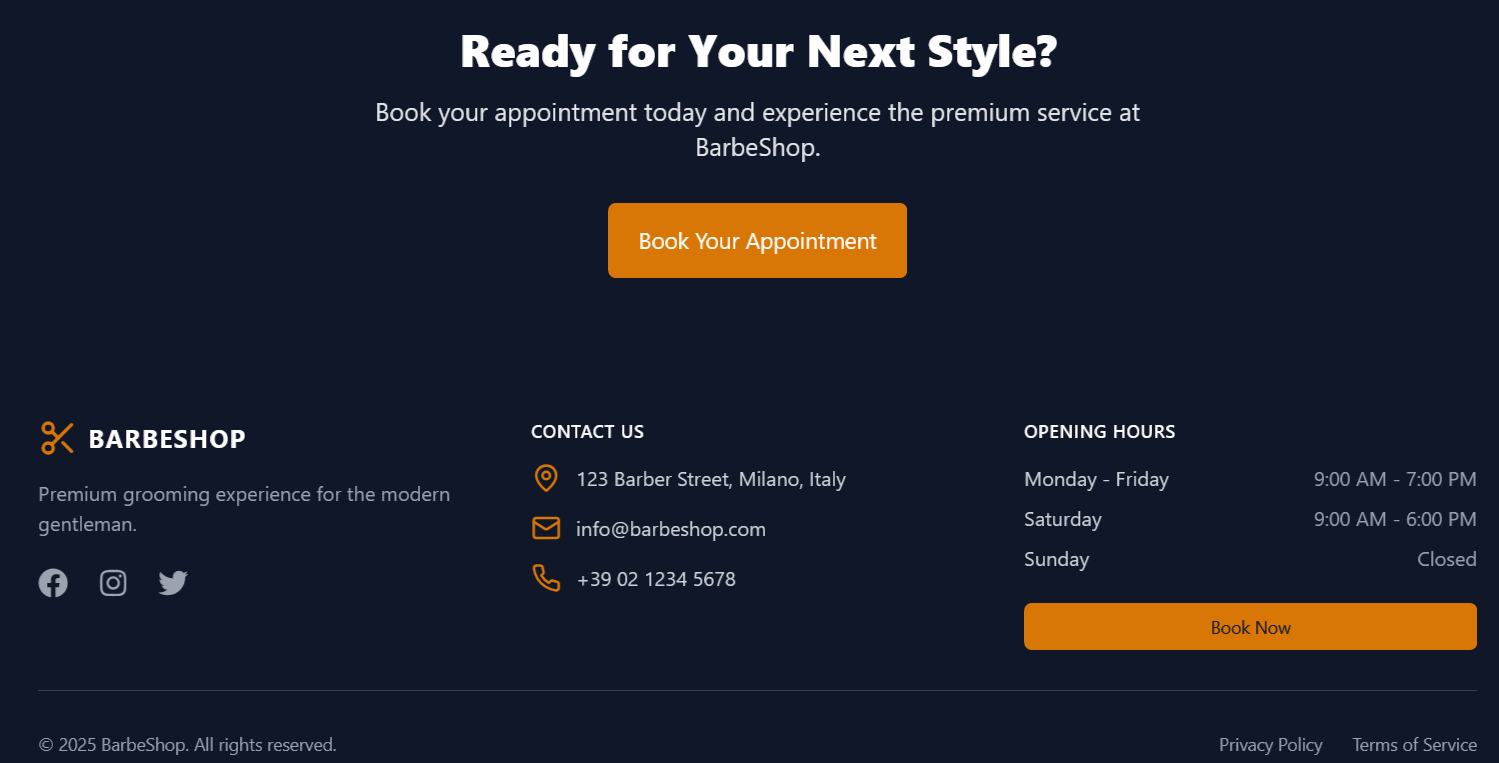 Ready for Your Next Style?
Book your appointment today and experience the premium service at
BarbeShop.
Book Your Appointment
BARBESHOP
Premium grooming experience for the modern
gentleman.
CONTACT US
123 Barber Street, Milano, Italy
info@barbeshop.com
+39 02 1234 5678
OPENING HOURS
Monday - Friday 9:00 AM - 7:00 PM
Saturday 9:00 AM - 6:00 PM
Sunday Closed
Book Now
© 2025 BarbeShop. All rights reserved.
Privacy Policy Terms of Service